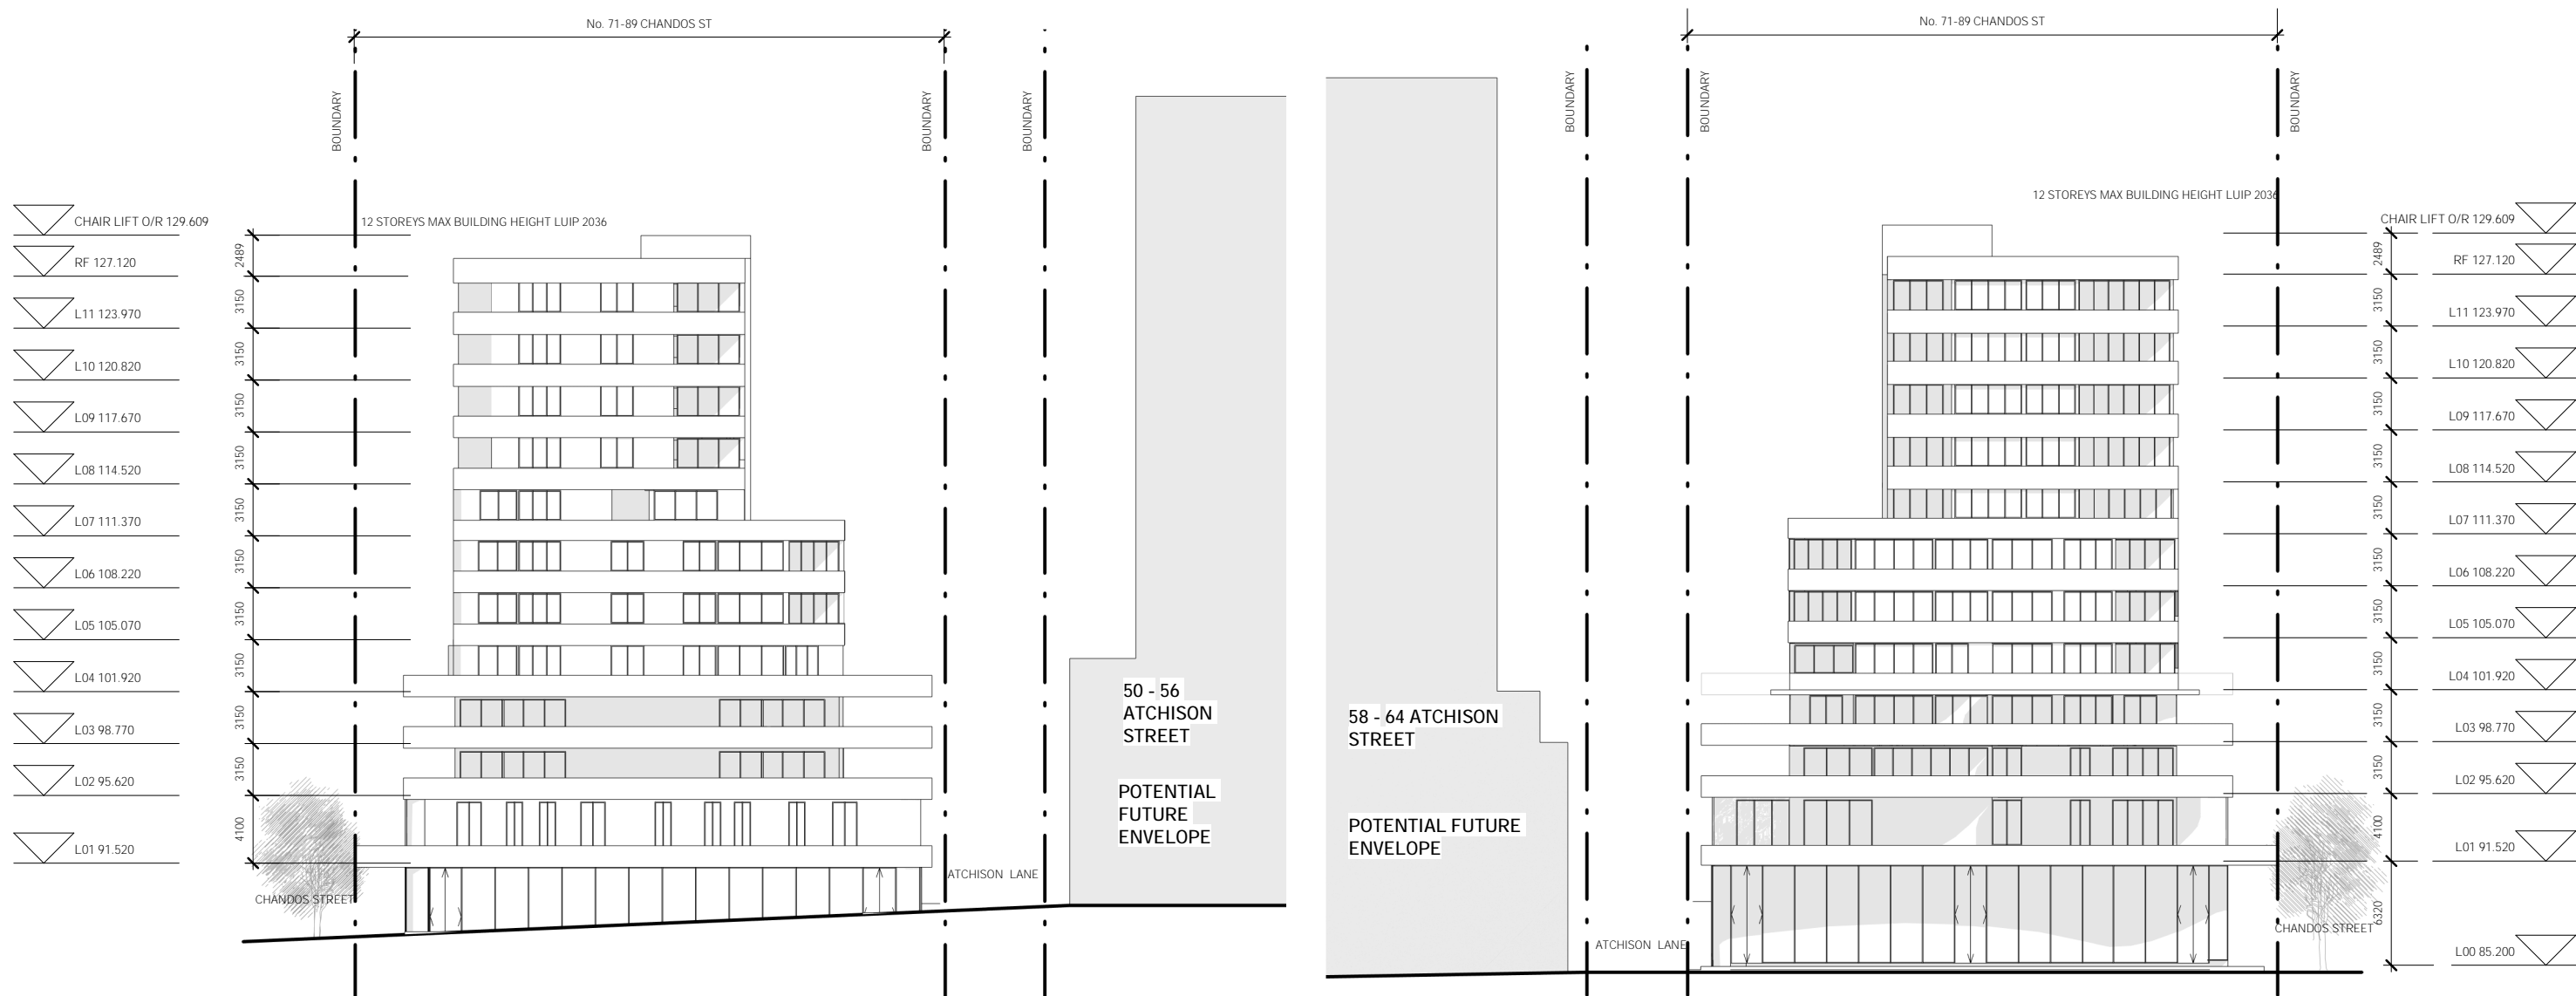 No. 71-89 CHANDOS ST
BOUNDARY
BOUNDARY
BOUNDARY
12 STOREYS MAX BUILDING HEIGHT LUIP 2036
CHAIR LIFT O/R 129.609
RF 127.120
L11 123.970
L10 120.820
L09 117.670
L08 114.520
L07 111.370
L06 108.220
L05 105.070
L04 101.920
L03 98.770
L02 95.620
L01 91.520
2489
3150
3150
3150
3150
3150
3150
3150
3150
3150
3150
4100
CHANDOS STREET
ATCHISON LANE
50 - 56
ATCHISON
STREET
POTENTIAL
FUTURE
ENVELOPE
No. 71-89 CHANDOS ST
BOUNDARY
BOUNDARY
BOUNDARY
12 STOREYS MAX BUILDING HEIGHT LUIP 2036
58 - 64 ATCHISON
STREET
POTENTIAL FUTURE
ENVELOPE
ATCHISON LANE
CHANDOS STREET
2489
3150
3150
3150
3150
3150
3150
3150
3150
3150
3150
4100
6320
CHAIR LIFT O/R 129.609
RF 127.120
L11 123.970
L10 120.820
L09 117.670
L08 114.520
L07 111.370
L06 108.220
L05 105.070
L04 101.920
L03 98.770
L02 95.620
L01 91.520
L00 85.200